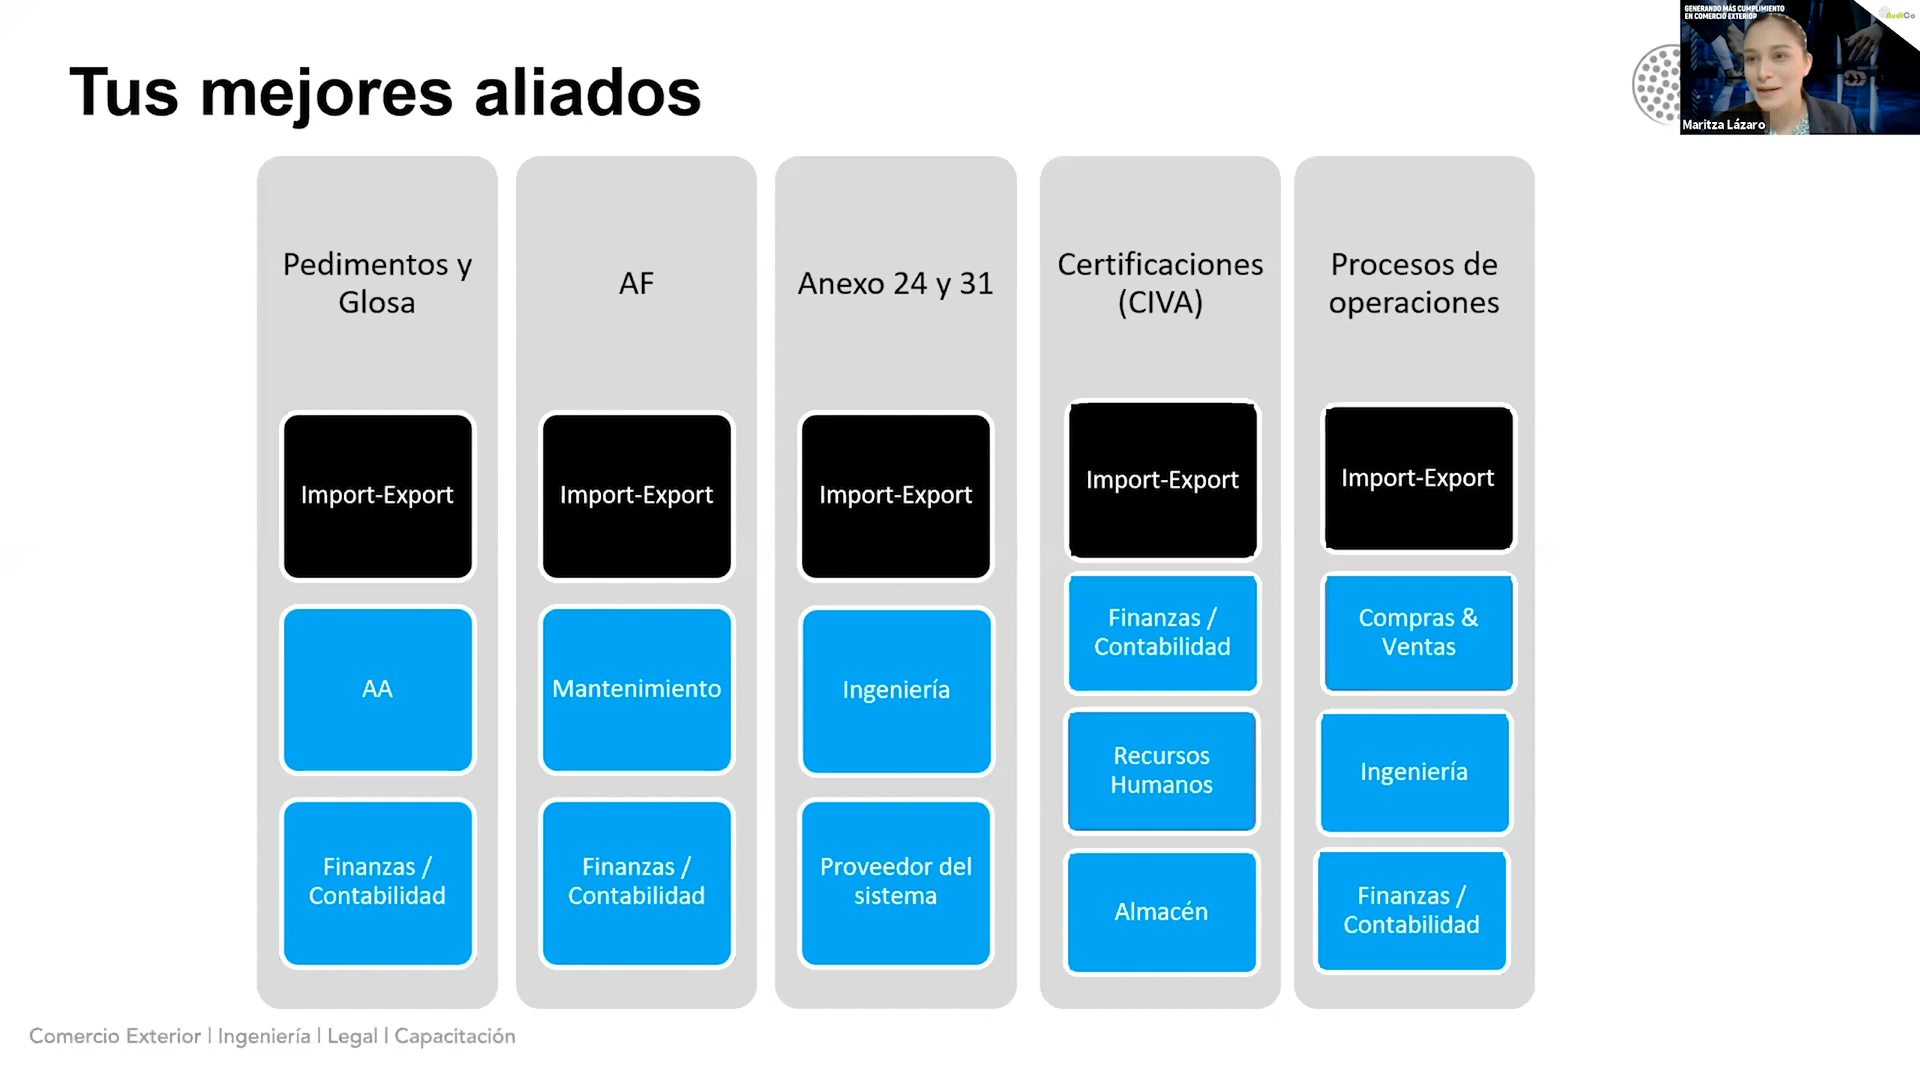 GENERANDO MÁS CUMPLIMIENTO
EN COMERCIO EXTERIOR
AudiCo
Maritza Lázaro
Tus mejores aliados
Pedimentos y
Glosa
Import-Export
AA
Finanzas /
Contabilidad
AF
Import-Export
Mantenimiento
Finanzas /
Contabilidad
Anexo 24 y 31
Import-Export
Ingeniería
Proveedor del
sistema
Certificaciones
(CIVA)
Import-Export
Finanzas /
Contabilidad
Recursos
Humanos
Almacén
Procesos de
operaciones
Import-Export
Compras &
Ventas
Ingeniería
Finanzas /
Contabilidad
Comercio Exterior | Ingeniería | Legal | Capacitación